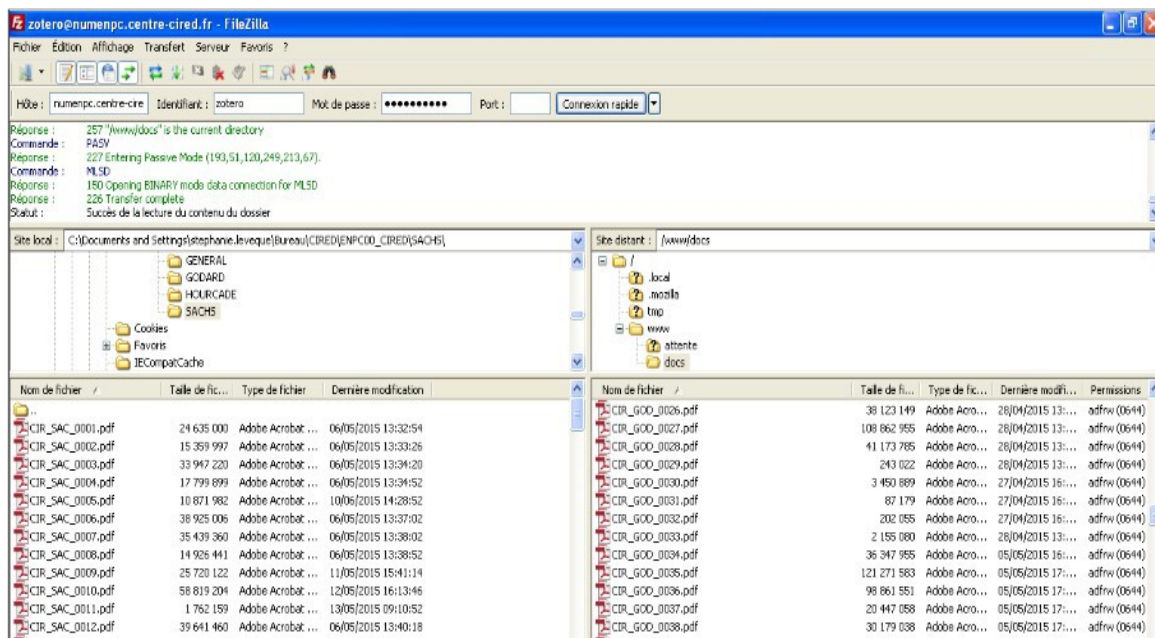 zotero@numenpc.centre-cired.fr - FileZilla
Fichier Édition Affichage Transfert Serveur Favoris ?
Hôte : numenpc.centre-cire Identifiant : zotero Mot de passe : ●●●●●●●●●● Port : Connexion rapide
Réponse : 257 "/www/docs" is the current directory
Commande : PASV
Réponse : 227 Entering Passive Mode (193,51,120,249,213,67).
Commande : MLSD
Réponse : 150 Opening BINARY mode data connection for MLSD
Réponse : 226 Transfer complete
Statut : Succès de la lecture du contenu du dossier
Site local : C:\Documents and Settings\stephanie.leveque\Bureau\CIRED\ENPC00_CIRED\SACHS\
GENERAL
GODARD
HOURCADE
SACHS
Cookies
Favoris
IECompatCache
Site distant : /www/docs
/
.local
.mozilla
tmp
www
attente
docs
Nom de fichier / Taille de fic... Type de fichier Dernière modification
..
CIR_SAC_0001.pdf 24 635 000 Adobe Acrobat ... 06/05/2015 13:32:54
CIR_SAC_0002.pdf 15 359 997 Adobe Acrobat ... 06/05/2015 13:33:26
CIR_SAC_0003.pdf 33 947 220 Adobe Acrobat ... 06/05/2015 13:34:20
CIR_SAC_0004.pdf 17 799 899 Adobe Acrobat ... 06/05/2015 13:34:52
CIR_SAC_0005.pdf 10 871 982 Adobe Acrobat ... 10/06/2015 14:28:52
CIR_SAC_0006.pdf 38 925 006 Adobe Acrobat ... 06/05/2015 13:37:02
CIR_SAC_0007.pdf 35 439 360 Adobe Acrobat ... 06/05/2015 13:38:02
CIR_SAC_0008.pdf 14 926 441 Adobe Acrobat ... 06/05/2015 13:38:52
CIR_SAC_0009.pdf 25 720 122 Adobe Acrobat ... 11/05/2015 15:41:14
CIR_SAC_0010.pdf 58 819 204 Adobe Acrobat ... 12/05/2015 16:13:46
CIR_SAC_0011.pdf 1 762 159 Adobe Acrobat ... 13/05/2015 09:10:52
CIR_SAC_0012.pdf 39 641 460 Adobe Acrobat ... 06/05/2015 13:40:18
Nom de fichier / Taille de fi... Type de fic... Dernière modifi... Permissions
CIR_GOD_0026.pdf 38 123 149 Adobe Acro... 28/04/2015 13:... adfrw (0644)
CIR_GOD_0027.pdf 108 862 955 Adobe Acro... 28/04/2015 13:... adfrw (0644)
CIR_GOD_0028.pdf 41 173 785 Adobe Acro... 28/04/2015 13:... adfrw (0644)
CIR_GOD_0029.pdf 243 022 Adobe Acro... 28/04/2015 13:... adfrw (0644)
CIR_GOD_0030.pdf 3 450 889 Adobe Acro... 27/04/2015 16:... adfrw (0644)
CIR_GOD_0031.pdf 87 179 Adobe Acro... 27/04/2015 16:... adfrw (0644)
CIR_GOD_0032.pdf 202 055 Adobe Acro... 27/04/2015 16:... adfrw (0644)
CIR_GOD_0033.pdf 2 155 080 Adobe Acro... 28/04/2015 13:... adfrw (0644)
CIR_GOD_0034.pdf 36 347 955 Adobe Acro... 05/05/2015 16:... adfrw (0644)
CIR_GOD_0035.pdf 121 271 583 Adobe Acro... 05/05/2015 17:... adfrw (0644)
CIR_GOD_0036.pdf 98 861 551 Adobe Acro... 05/05/2015 17:... adfrw (0644)
CIR_GOD_0037.pdf 20 447 058 Adobe Acro... 05/05/2015 17:... adfrw (0644)
CIR_GOD_0038.pdf 30 179 038 Adobe Acro... 05/05/2015 17:... adfrw (0644)